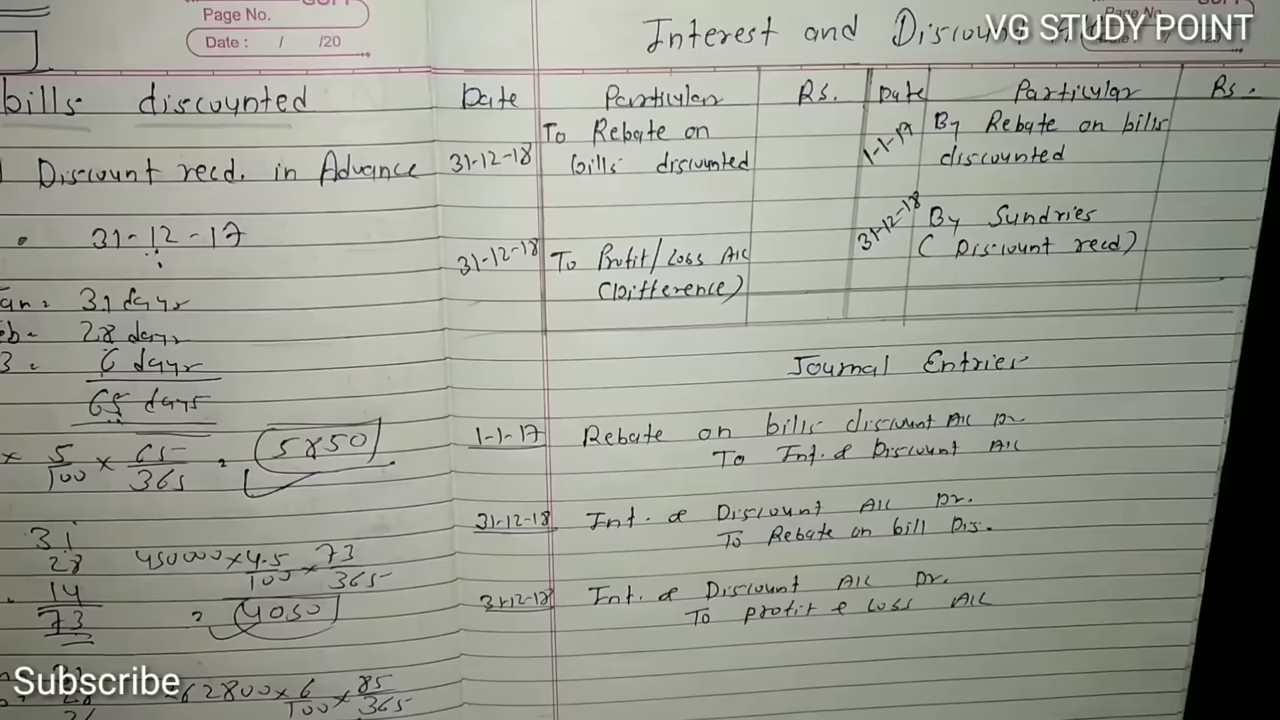 Page No.
Date : / /20
VG STUDY POINT
Interest and Discount
bills discounted
Discount recd. in Advance
31-12-17
31 days
28 days
6 days
65 days
× 5/100 × 65/365 = 5850
31
28
14
73
450000 × 4.5/100 × 73/365
= 4050
62800 × 6/100 × 85/365
Subscribe
Date Particular Rs. Date Particular Rs.
31-12-18 To Rebate on
bills discounted
1-1-17 By Rebate on bills
discounted
31-12-18 To Profit/Loss A/c
(Difference)
31-12-18 By Sundries
(Discount recd)
Journal Entries
1-1-17 Rebate on bills discount A/c Dr.
To Int. & Discount A/c
31-12-18 Int. & Discount A/c Dr.
To Rebate on bill Dis.
31-12-18 Int. & Discount A/c Dr.
To profit & Loss A/c